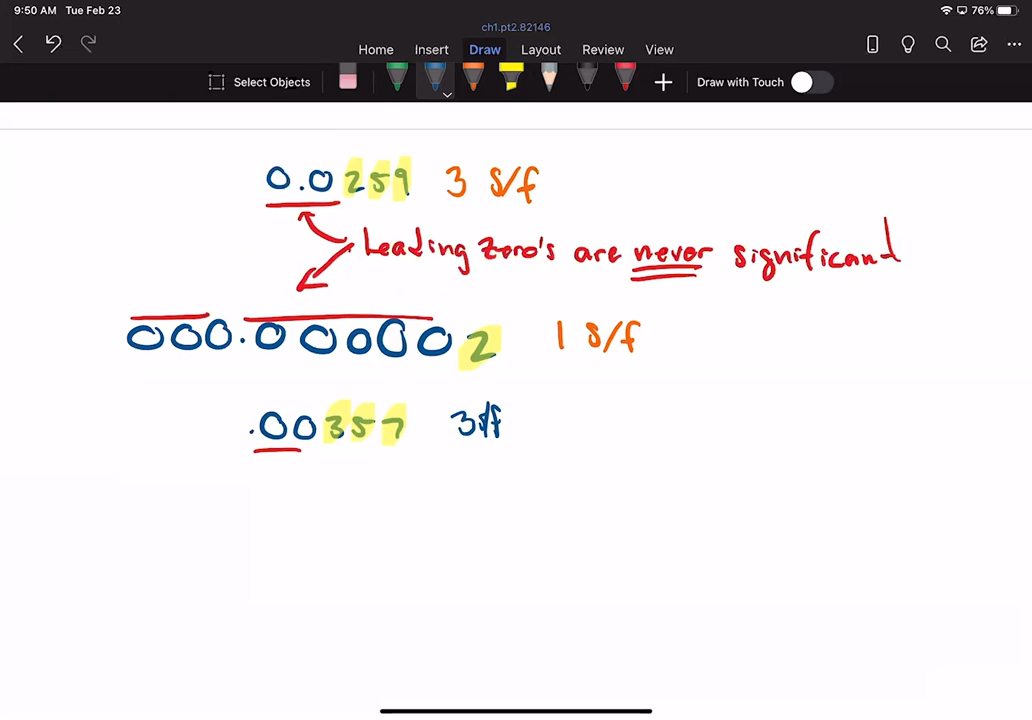 9:50 AM Tue Feb 23
76%
ch1.pt2.82146
Home Insert Draw Layout Review View
Select Objects
Draw with Touch
0.0259 3 s/f
Leading zero's are never significant
000.000002 1 s/f
.00357 3s/f